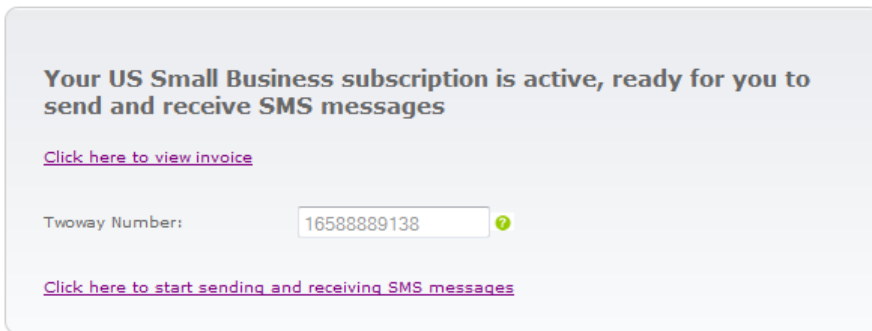 Your US Small Business subscription is active, ready for you to
send and receive SMS messages
Click here to view invoice
Twoway Number:	16588889138 ?
Click here to start sending and receiving SMS messages